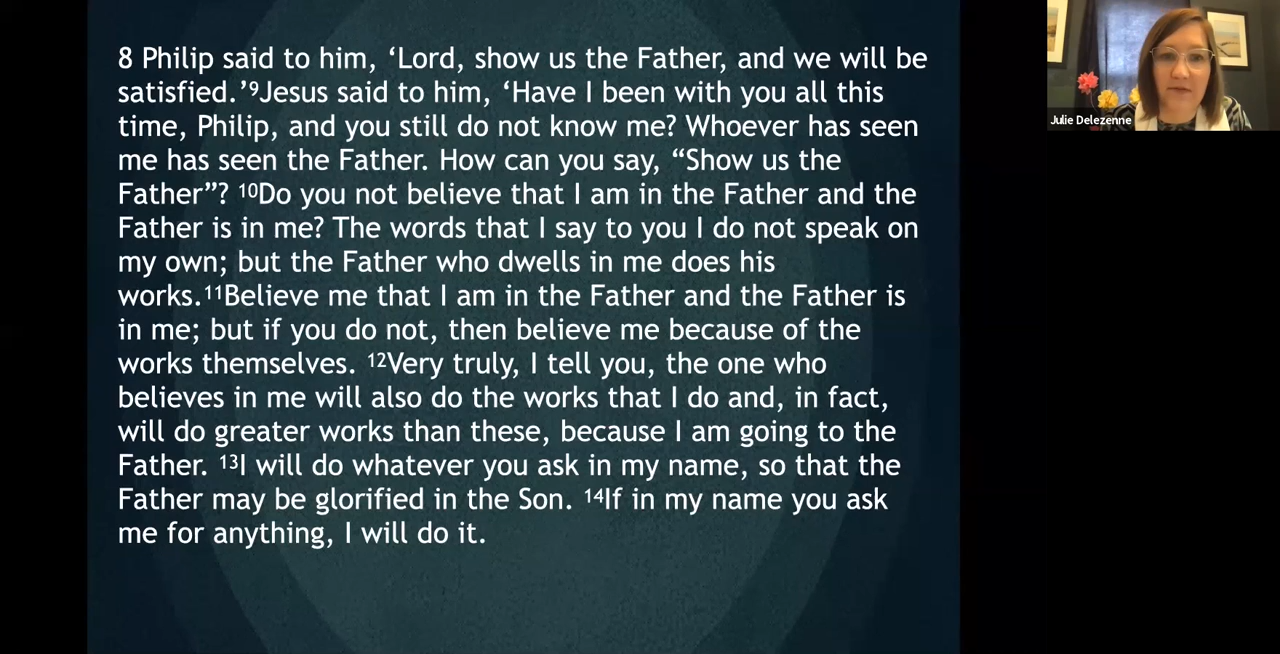 8 Philip said to him, ‘Lord, show us the Father, and we will be
satisfied.’⁹Jesus said to him, ‘Have I been with you all this
time, Philip, and you still do not know me? Whoever has seen
me has seen the Father. How can you say, “Show us the
Father”? ¹⁰Do you not believe that I am in the Father and the
Father is in me? The words that I say to you I do not speak on
my own; but the Father who dwells in me does his
works.¹¹Believe me that I am in the Father and the Father is
in me; but if you do not, then believe me because of the
works themselves. ¹²Very truly, I tell you, the one who
believes in me will also do the works that I do and, in fact,
will do greater works than these, because I am going to the
Father. ¹³I will do whatever you ask in my name, so that the
Father may be glorified in the Son. ¹⁴If in my name you ask
me for anything, I will do it.
Julie Delezenne